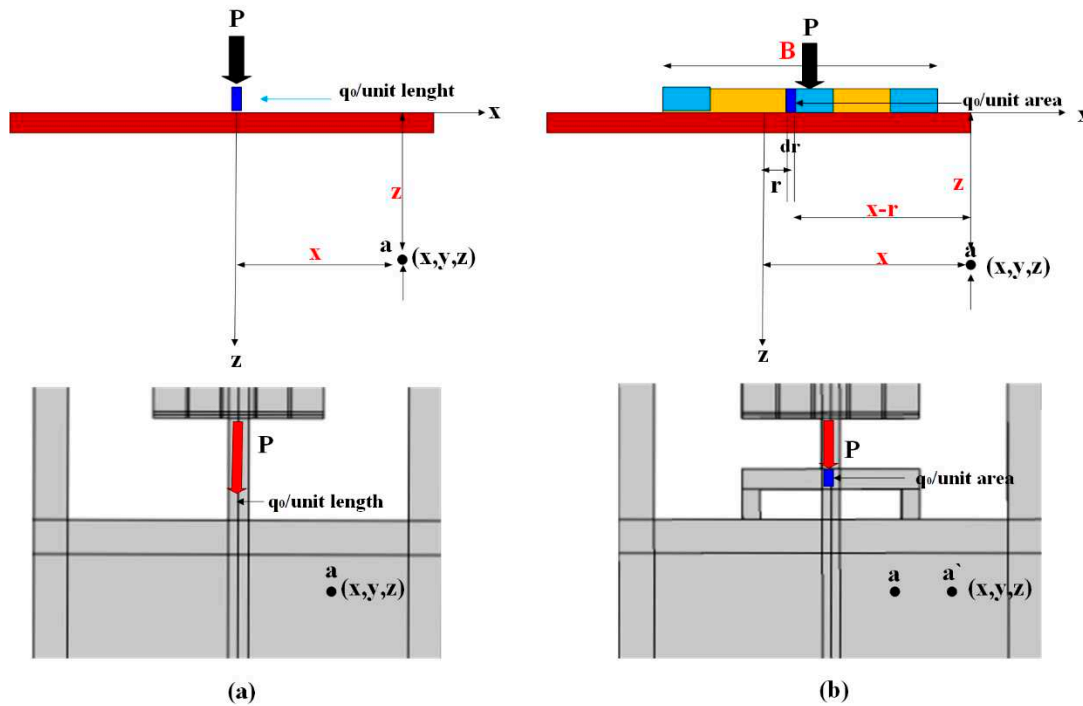 P
q₀/unit lenght
x
z
a
(x,y,z)
x
z
P
q₀/unit length
a
(x,y,z)
(a)
P
B
q₀/unit area
x
dr
r
z
x-r
a
x
(x,y,z)
z
P
q₀/unit area
a
a`
(x,y,z)
(b)